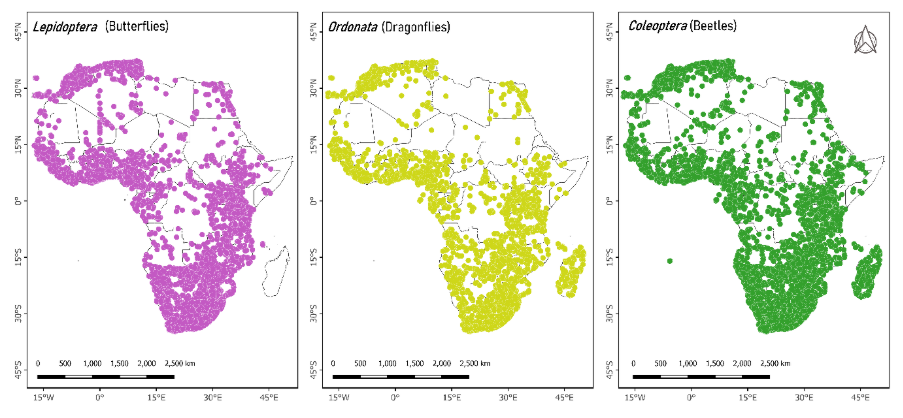 Lepidoptera (Butterflies)
45°N
30°N
15°N
0°
15°S
30°S
45°S
0 500 1,000 1,500 2,000 2,500 km
15°W 0° 15°E 30°E 45°E
Ordonata (Dragonflies)
45°N
30°N
15°N
0°
15°S
30°S
45°S
0 500 1,000 1,500 2,000 2,500 km
15°W 0° 15°E 30°E 45°E
Coleoptera (Beetles)
45°N
30°N
15°N
0°
15°S
30°S
45°S
0 500 1,000 1,500 2,000 2,500 km
15°W 0° 15°E 30°E 45°E